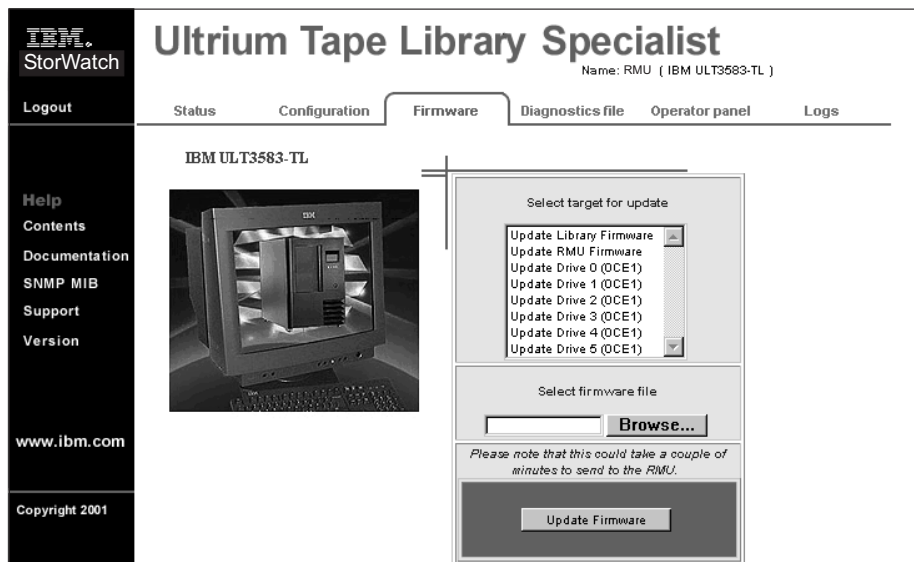 IBM.
StorWatch
Ultrium Tape Library Specialist
Name: RMU ( IBM ULT3583-TL )
Logout
Status
Configuration
Firmware
Diagnostics file
Operator panel
Logs
IBM ULT3583-TL
Help
Contents
Documentation
SNMP MIB
Support
Version
www.ibm.com
Copyright 2001
IBM
Select target for update
Update Library Firmware
Update RMU Firmware
Update Drive 0 (0CE1)
Update Drive 1 (0CE1)
Update Drive 2 (0CE1)
Update Drive 3 (0CE1)
Update Drive 4 (0CE1)
Update Drive 5 (0CE1)
Select firmware file
Browse...
Please note that this could take a couple of
minutes to send to the RMU.
Update Firmware